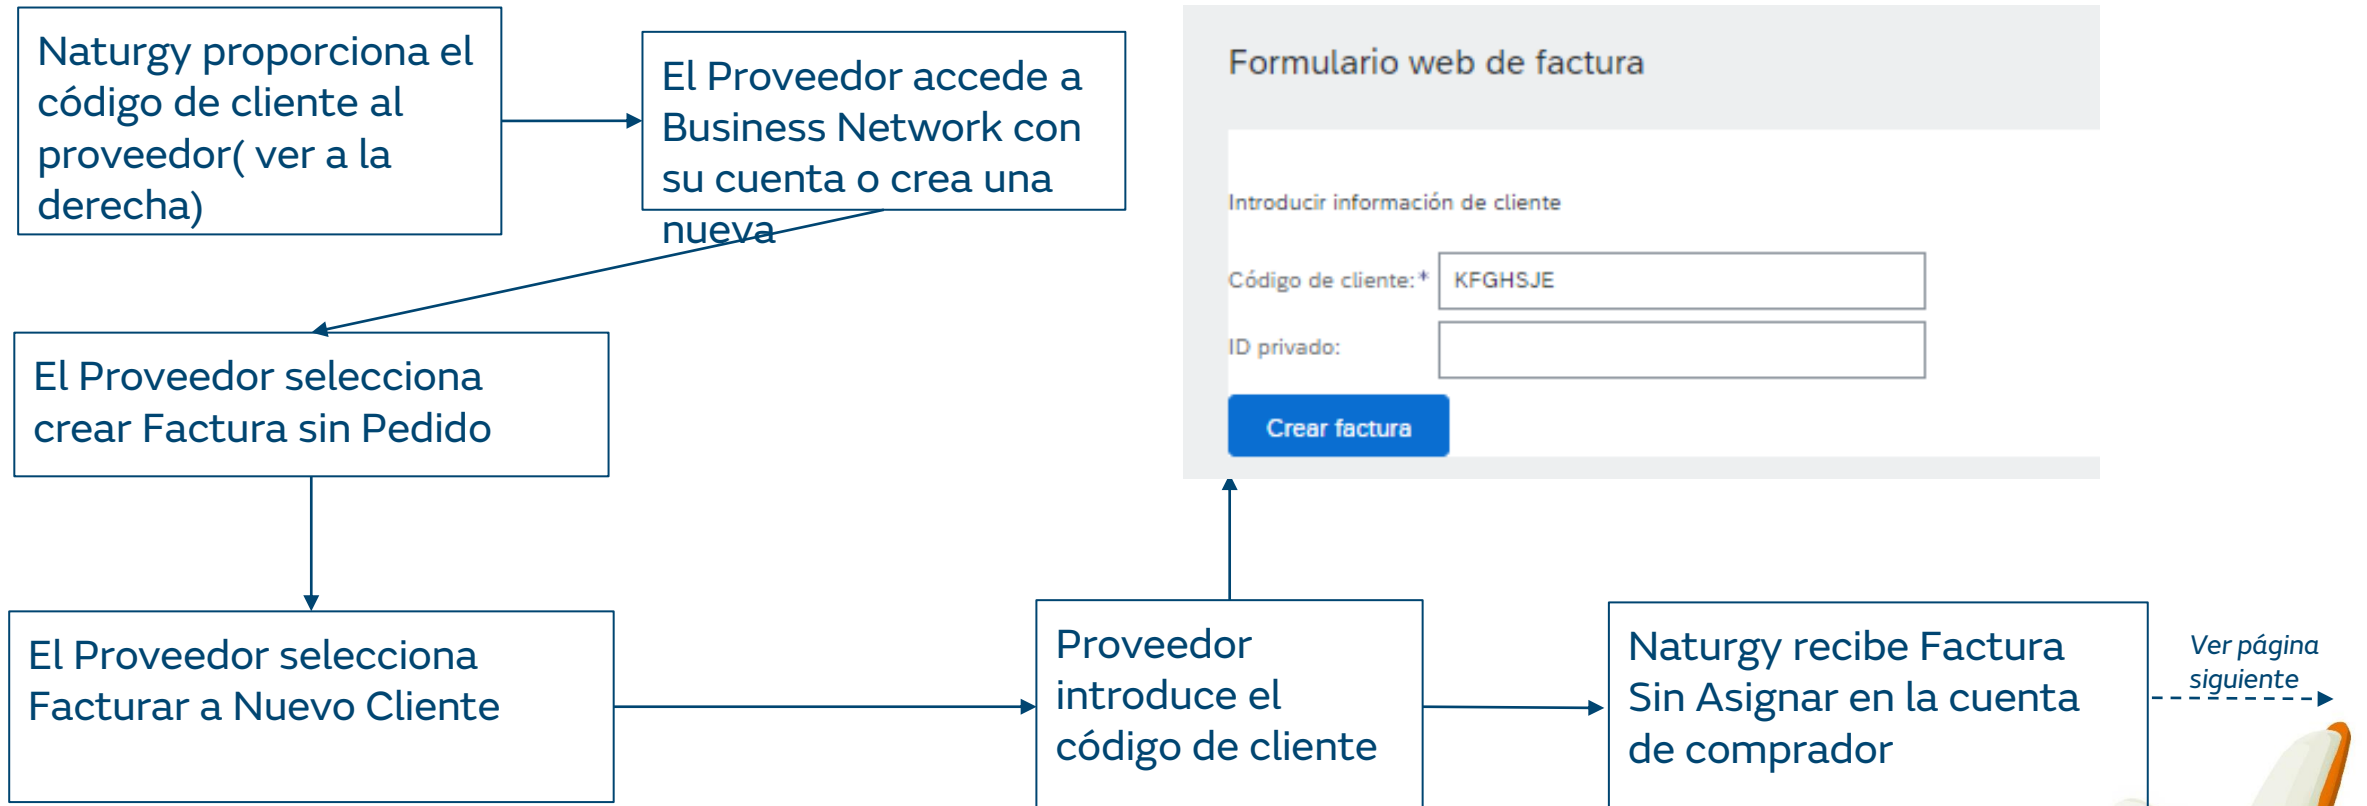 Naturgy proporciona el
código de cliente al
proveedor( ver a la
derecha)
El Proveedor accede a
Business Network con
su cuenta o crea una
nueva
El Proveedor selecciona
crear Factura sin Pedido
El Proveedor selecciona
Facturar a Nuevo Cliente
Formulario web de factura
Introducir información de cliente
Código de cliente:* KFGHSJE
ID privado:
Crear factura
Proveedor
introduce el
código de cliente
Naturgy recibe Factura
Sin Asignar en la cuenta
de comprador
Ver página
siguiente